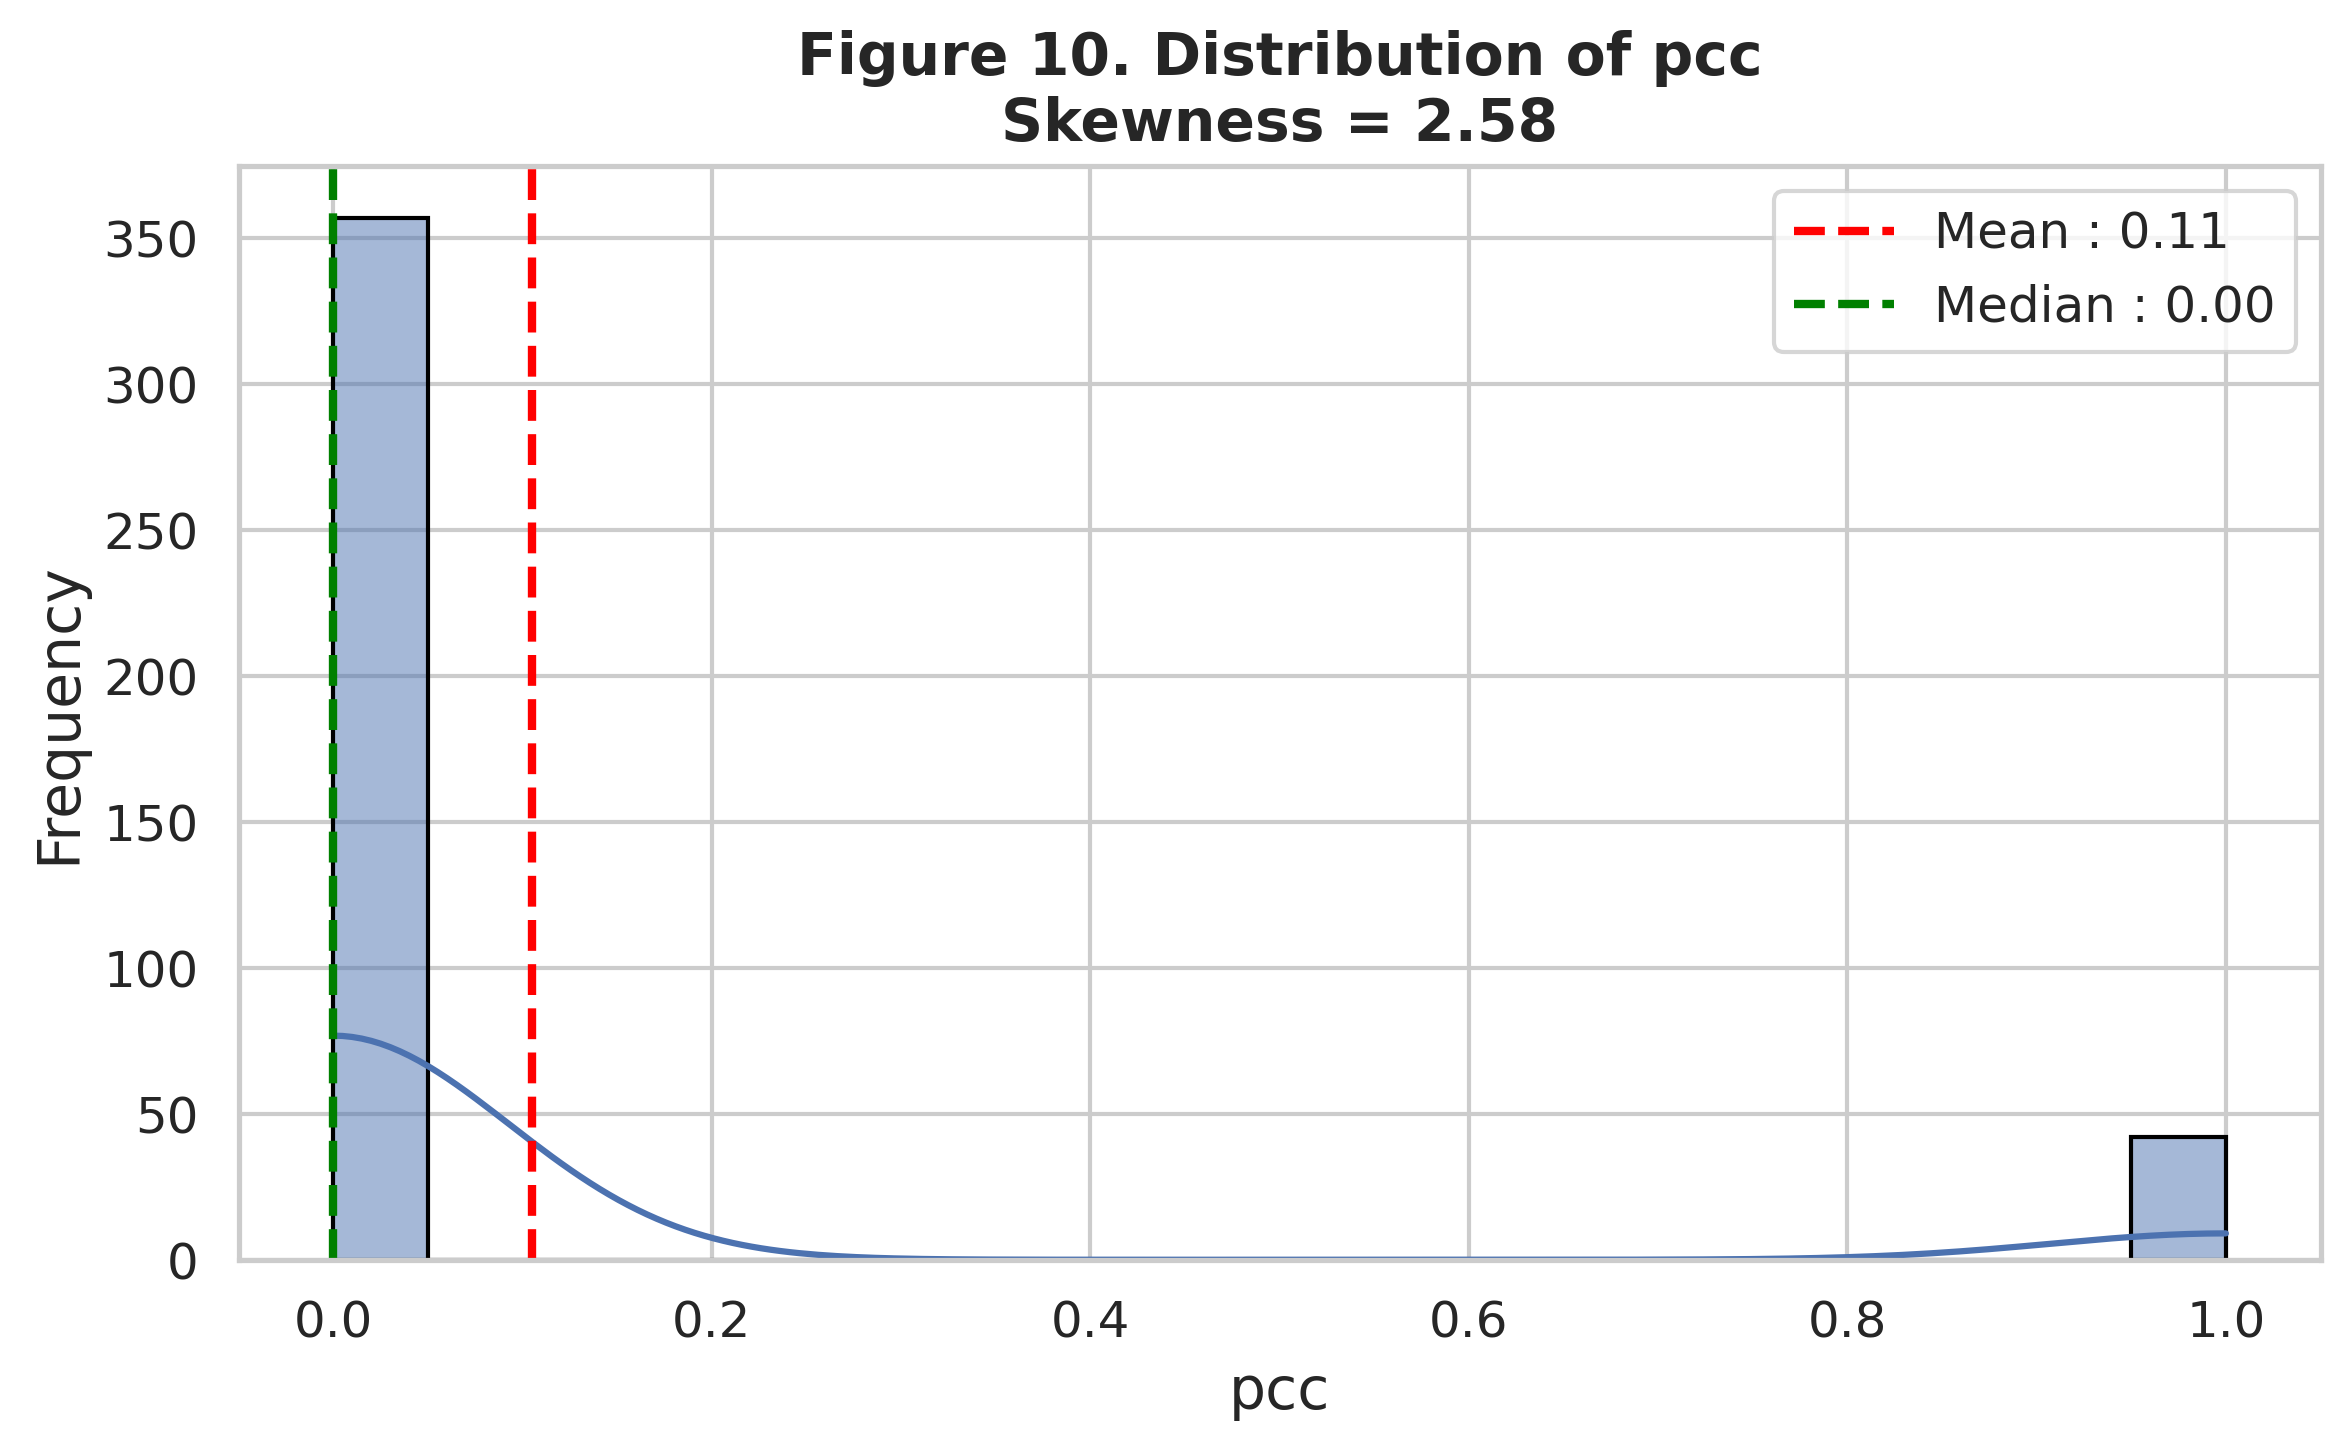 Figure 10. Distribution of pcc
Skewness = 2.58
Mean : 0.11
Median : 0.00
Frequency
350
300
250
200
150
100
50
0
0.0 0.2 0.4 0.6 0.8 1.0
pcc